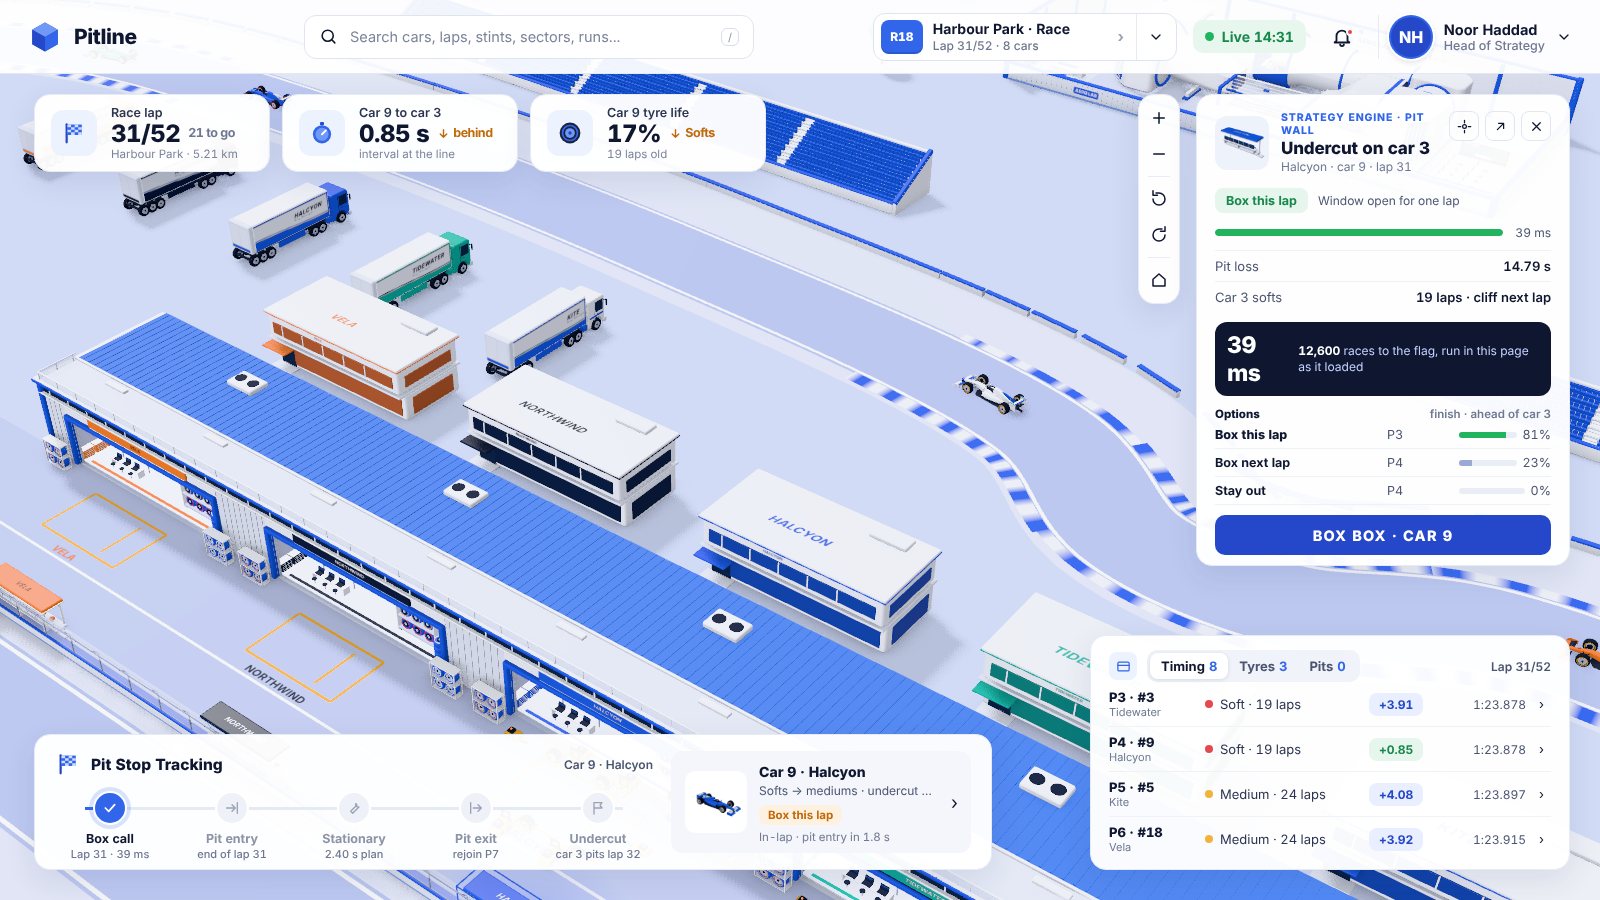 Pitline
Search cars, laps, stints, sectors, runs...
/
R18
Harbour Park · Race
Lap 31/52 · 8 cars
Live 14:31
NH
Noor Haddad
Head of Strategy
Race lap
31/52 21 to go
Harbour Park · 5.21 km
Car 9 to car 3
0.85 s ↓ behind
interval at the line
Car 9 tyre life
17% ↓ Softs
19 laps old
STRATEGY ENGINE · PIT
WALL
Undercut on car 3
Halcyon · car 9 · lap 31
Box this lap
Window open for one lap
39 ms
Pit loss
14.79 s
Car 3 softs
19 laps · cliff next lap
39
ms
12,600 races to the flag, run in this page
as it loaded
Options
finish · ahead of car 3
Box this lap P3 81%
Box next lap P4 23%
Stay out P4 0%
BOX BOX · CAR 9
HALCYON
TIDEWATER
KITE
VELA
NORTHWIND
HALCYON
VELA
NORTHWIND
NORTHWIND
HALCYON
TIDEWATER
Timing 8
Tyres 3
Pits 0
Lap 31/52
P3 · #3
Tidewater
Soft · 19 laps
+3.91
1:23.878
P4 · #9
Halcyon
Soft · 19 laps
+0.85
1:23.878
P5 · #5
Kite
Medium · 24 laps
+4.08
1:23.897
P6 · #18
Vela
Medium · 24 laps
+3.92
1:23.915
Pit Stop Tracking
Car 9 · Halcyon
Box call
Lap 31 · 39 ms
Pit entry
end of lap 31
Stationary
2.40 s plan
Pit exit
rejoin P7
Undercut
car 3 pits lap 32
Car 9 · Halcyon
Softs → mediums · undercut ...
Box this lap
In-lap · pit entry in 1.8 s